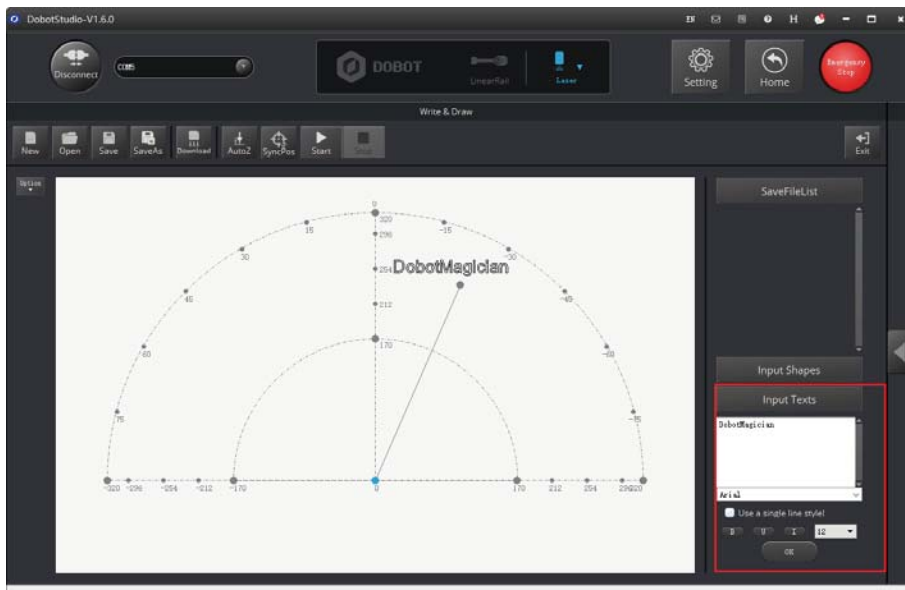 DobotStudio-V1.6.0
EN
H
Disconnect
COM5
DOBOT
LinearRail
Laser
Setting
Home
Emergency
Stop
Write & Draw
New
Open
Save
SaveAs
Download
AutoZ
SyncPos
Start
Stop
Exit
Option
SaveFileList
0
320
15
-15
296
30
-30
254
DobotMagician
45
-45
212
170
60
-60
75
-75
-320
-296
-254
-212
-170
0
170
212
254
296
320
Input Shapes
Input Texts
DobotMagician
Arial
Use a single line style!
B
U
I
12
OK